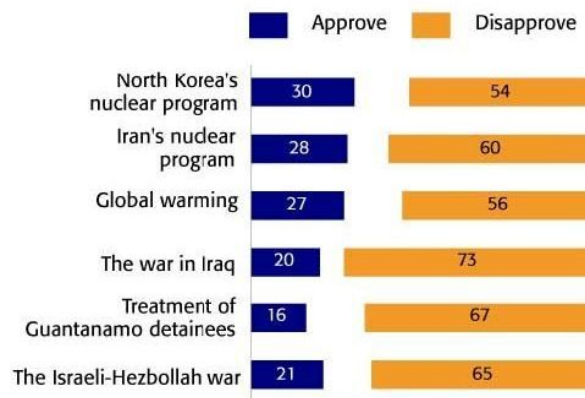 Approve Disapprove
North Korea's
nuclear program
30 54
Iran's nuclear
program
28 60
Global warming
27 56
The war in Iraq
20 73
Treatment of
Guantanamo detainees
16 67
The Israeli-Hezbollah war
21 65